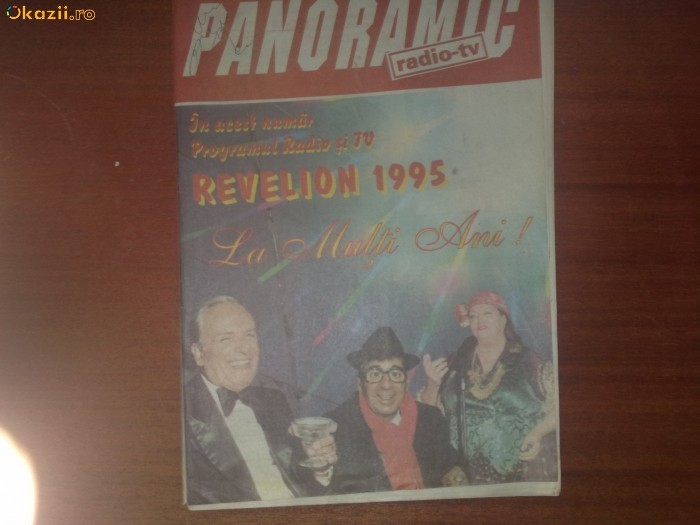 Okazii.ro
PANORAMIC
radio-tv
În acest număr
Programul Radio și TV
REVELION 1995
La Mulți Ani !